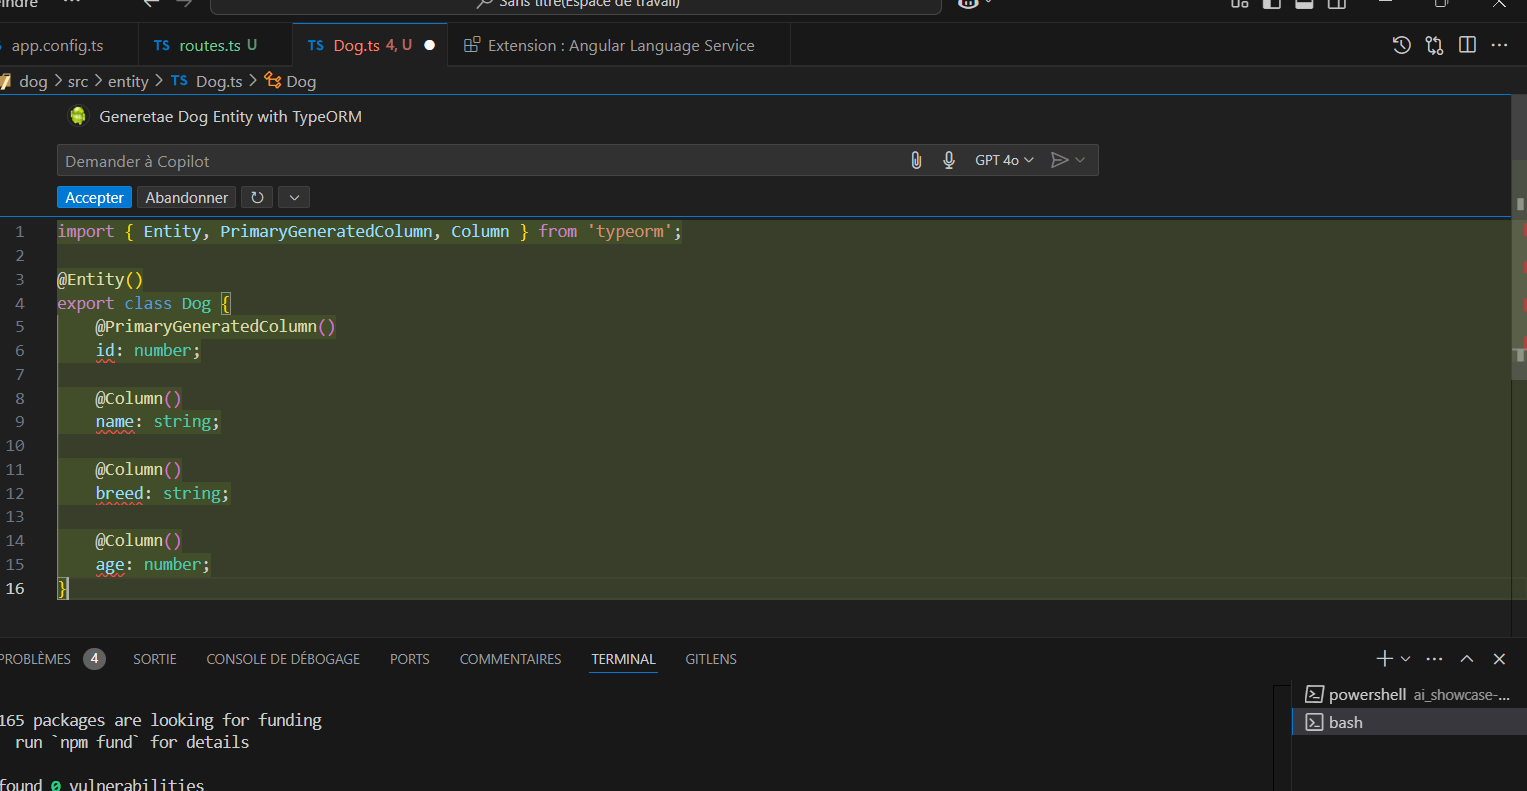 Sans titre(Espace de travail)
app.config.ts
TS routes.ts U
TS Dog.ts 4, U
Extension : Angular Language Service
dog > src > entity > TS Dog.ts > Dog
Generetae Dog Entity with TypeORM
Demander à Copilot
GPT 4o
Accepter
Abandonner
1 import { Entity, PrimaryGeneratedColumn, Column } from 'typeorm';
2
3 @Entity()
4 export class Dog {
5 @PrimaryGeneratedColumn()
6 id: number;
7
8 @Column()
9 name: string;
10
11 @Column()
12 breed: string;
13
14 @Column()
15 age: number;
16 }
PROBLÈMES 4
SORTIE
CONSOLE DE DÉBOGAGE
PORTS
COMMENTAIRES
TERMINAL
GITLENS
165 packages are looking for funding
run `npm fund` for details
found 0 vulnerabilities
powershell ai_showcase-...
bash